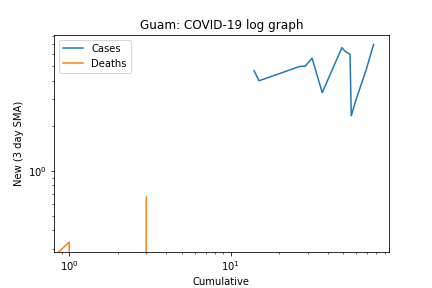 Guam: COVID-19 log graph
Cases
Deaths
New (3 day SMA)
10⁰
10⁰
10¹
Cumulative